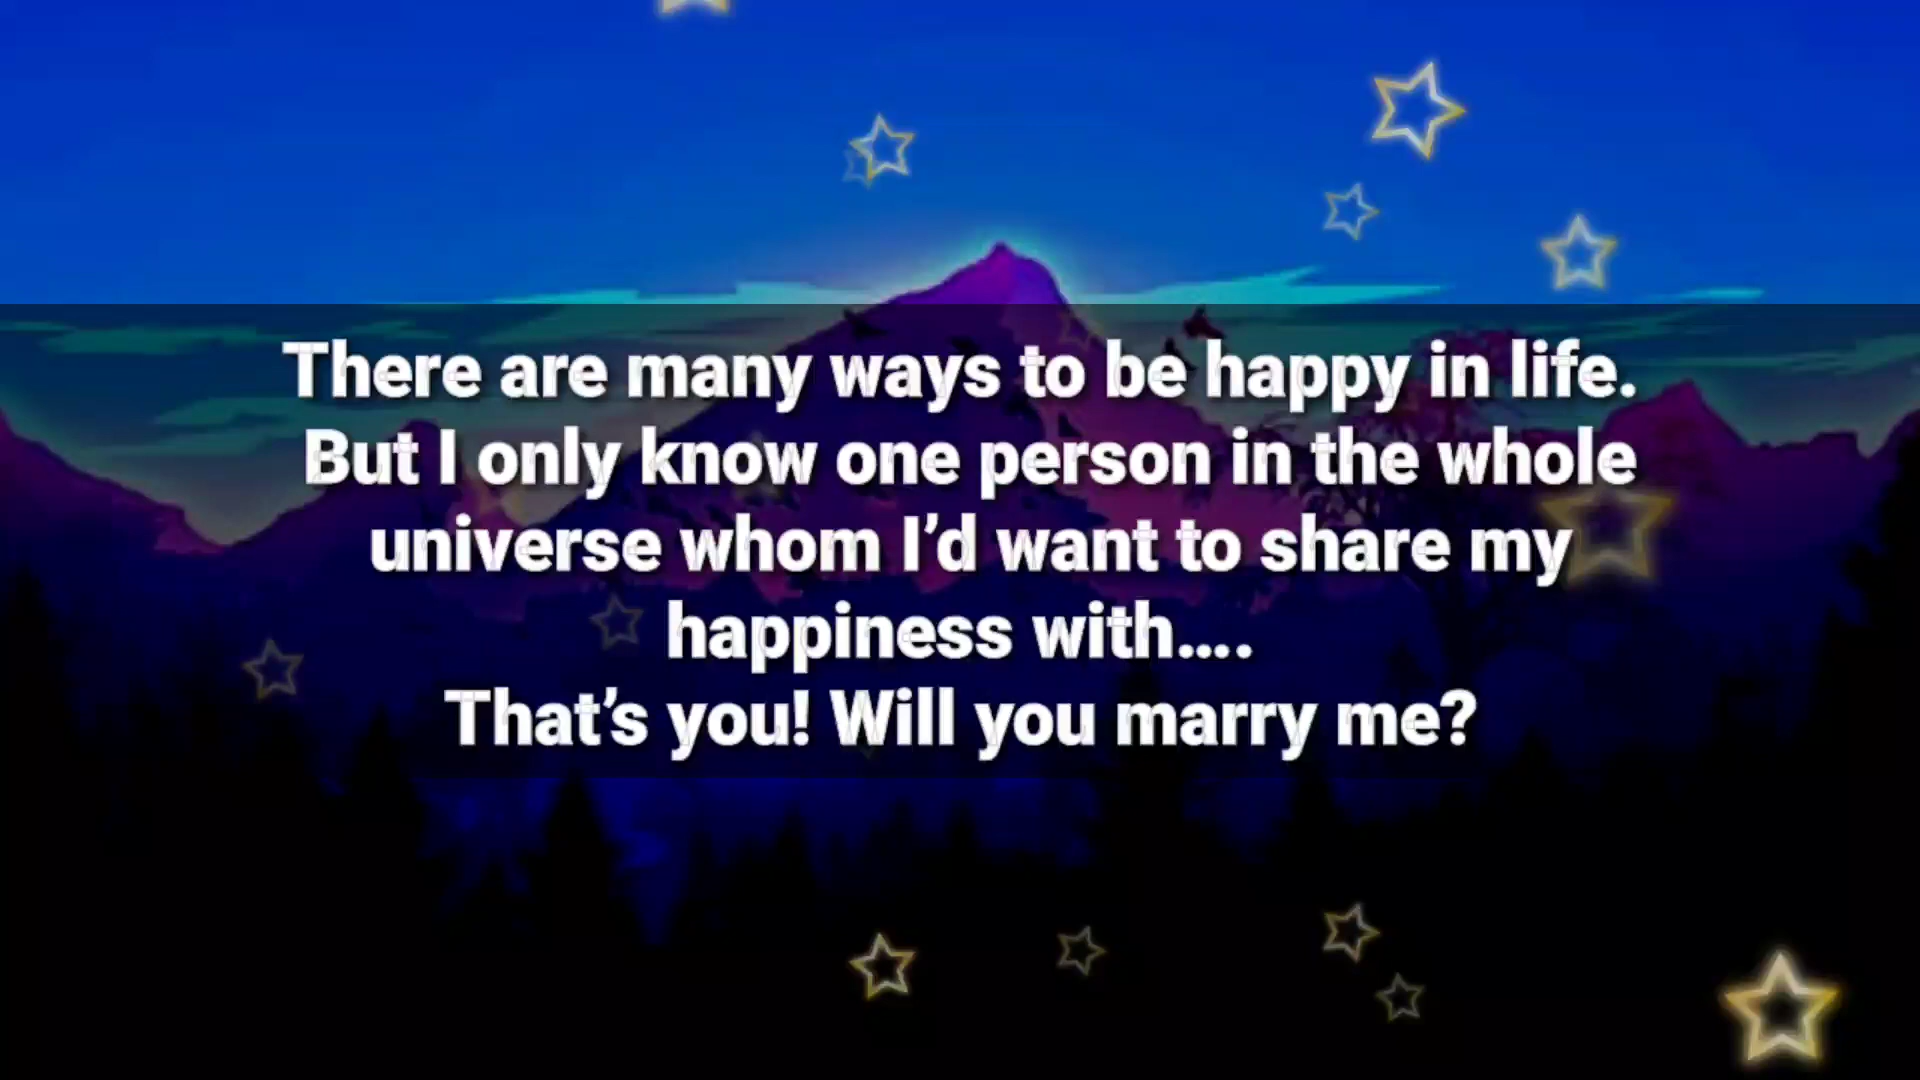 There are many ways to be happy in life.
But I only know one person in the whole
universe whom I’d want to share my
happiness with....
That’s you! Will you marry me?